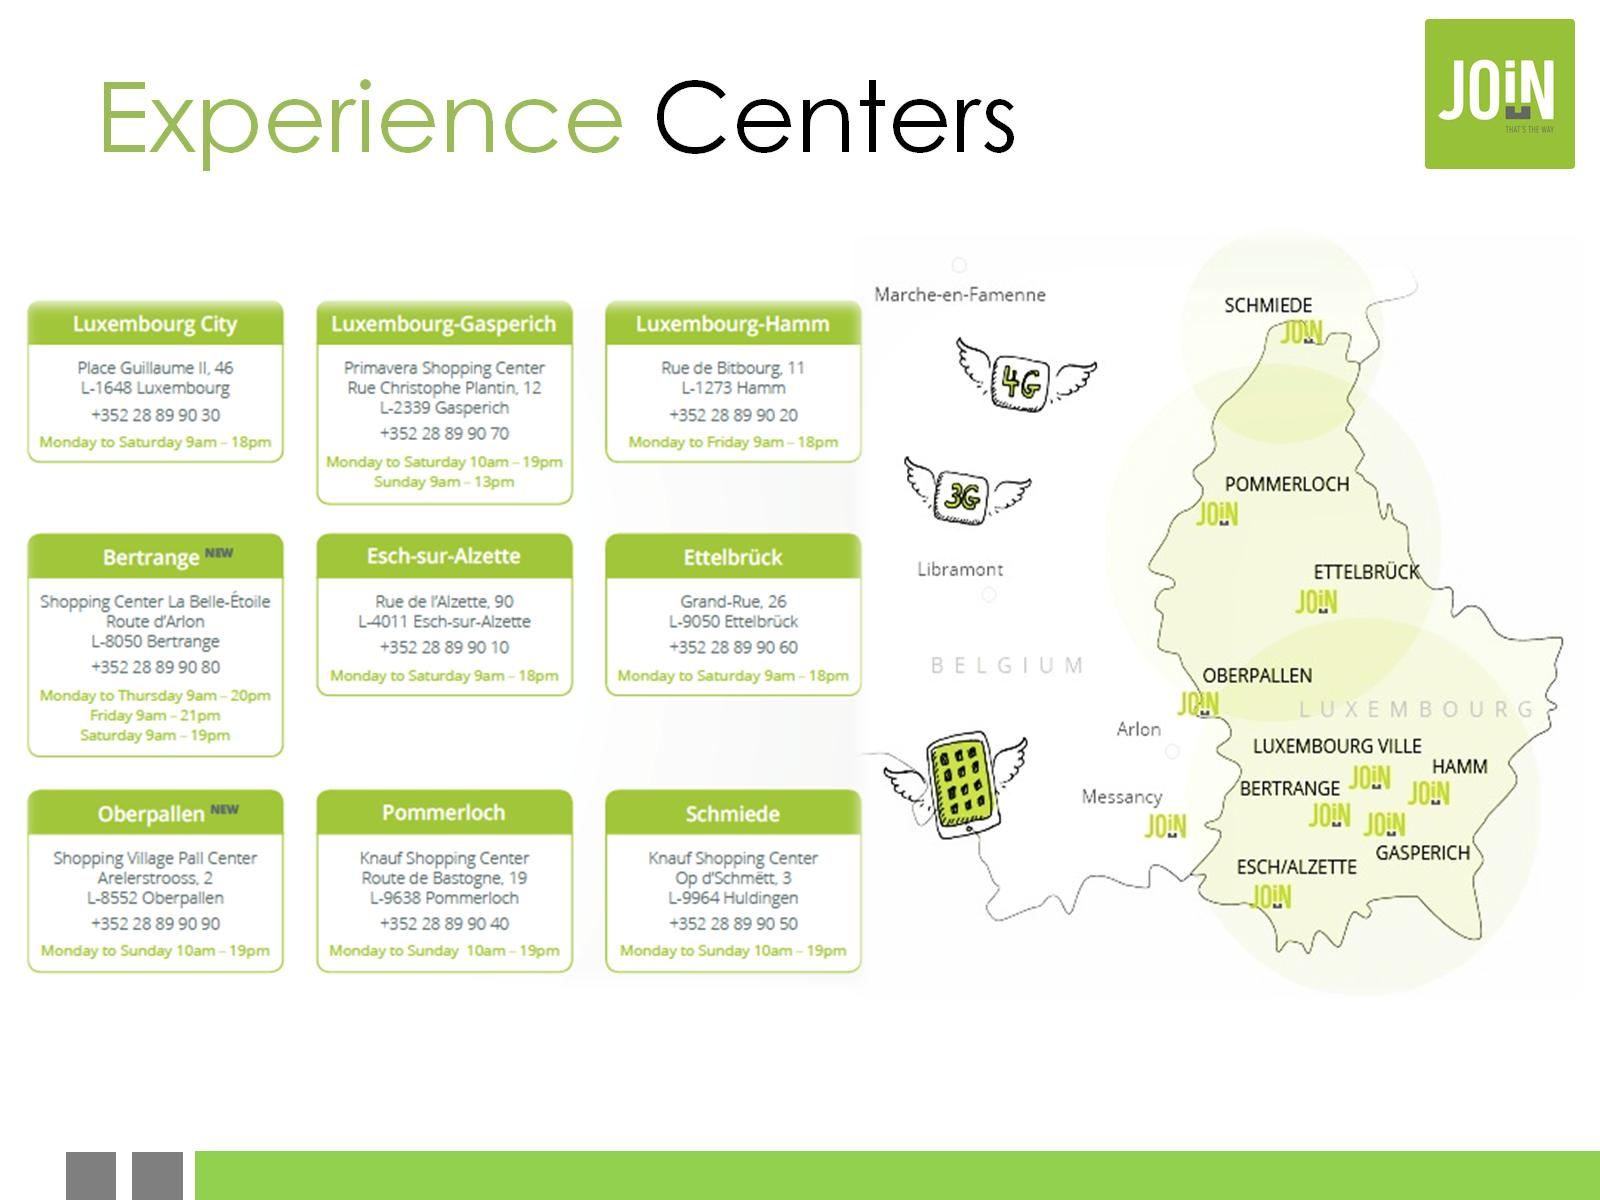 Experience Centers
JOiN
THAT'S THE WAY
Luxembourg City
Place Guillaume II, 46
L-1648 Luxembourg
+352 28 89 90 30
Monday to Saturday 9am – 18pm
Luxembourg-Gasperich
Primavera Shopping Center
Rue Christophe Plantin, 12
L-2339 Gasperich
+352 28 89 90 70
Monday to Saturday 10am – 19pm
Sunday 9am – 13pm
Luxembourg-Hamm
Rue de Bitbourg, 11
L-1273 Hamm
+352 28 89 90 20
Monday to Friday 9am – 18pm
Bertrange NEW
Shopping Center La Belle-Étoile
Route d'Arlon
L-8050 Bertrange
+352 28 89 90 80
Monday to Thursday 9am – 20pm
Friday 9am – 21pm
Saturday 9am – 19pm
Esch-sur-Alzette
Rue de l'Alzette, 90
L-4011 Esch-sur-Alzette
+352 28 89 90 10
Monday to Saturday 9am – 18pm
Ettelbrück
Grand-Rue, 26
L-9050 Ettelbrück
+352 28 89 90 60
Monday to Saturday 9am – 18pm
Oberpallen NEW
Shopping Village Pall Center
Arelerstrooss, 2
L-8552 Oberpallen
+352 28 89 90 90
Monday to Sunday 10am – 19pm
Pommerloch
Knauf Shopping Center
Route de Bastogne, 19
L-9638 Pommerloch
+352 28 89 90 40
Monday to Sunday 10am – 19pm
Schmiede
Knauf Shopping Center
Op d'Schmëtt, 3
L-9964 Huldingen
+352 28 89 90 50
Monday to Sunday 10am – 19pm
Marche-en-Famenne
SCHMIEDE
JOiN
4G
3G
POMMERLOCH
JOiN
Libramont
ETTELBRÜCK
JOiN
BELGIUM
OBERPALLEN
JOiN
LUXEMBOURG
Arlon
LUXEMBOURG VILLE
JOiN
HAMM
JOiN
BERTRANGE
JOiN
Messancy
JOiN
JOiN
GASPERICH
ESCH/ALZETTE
JOiN